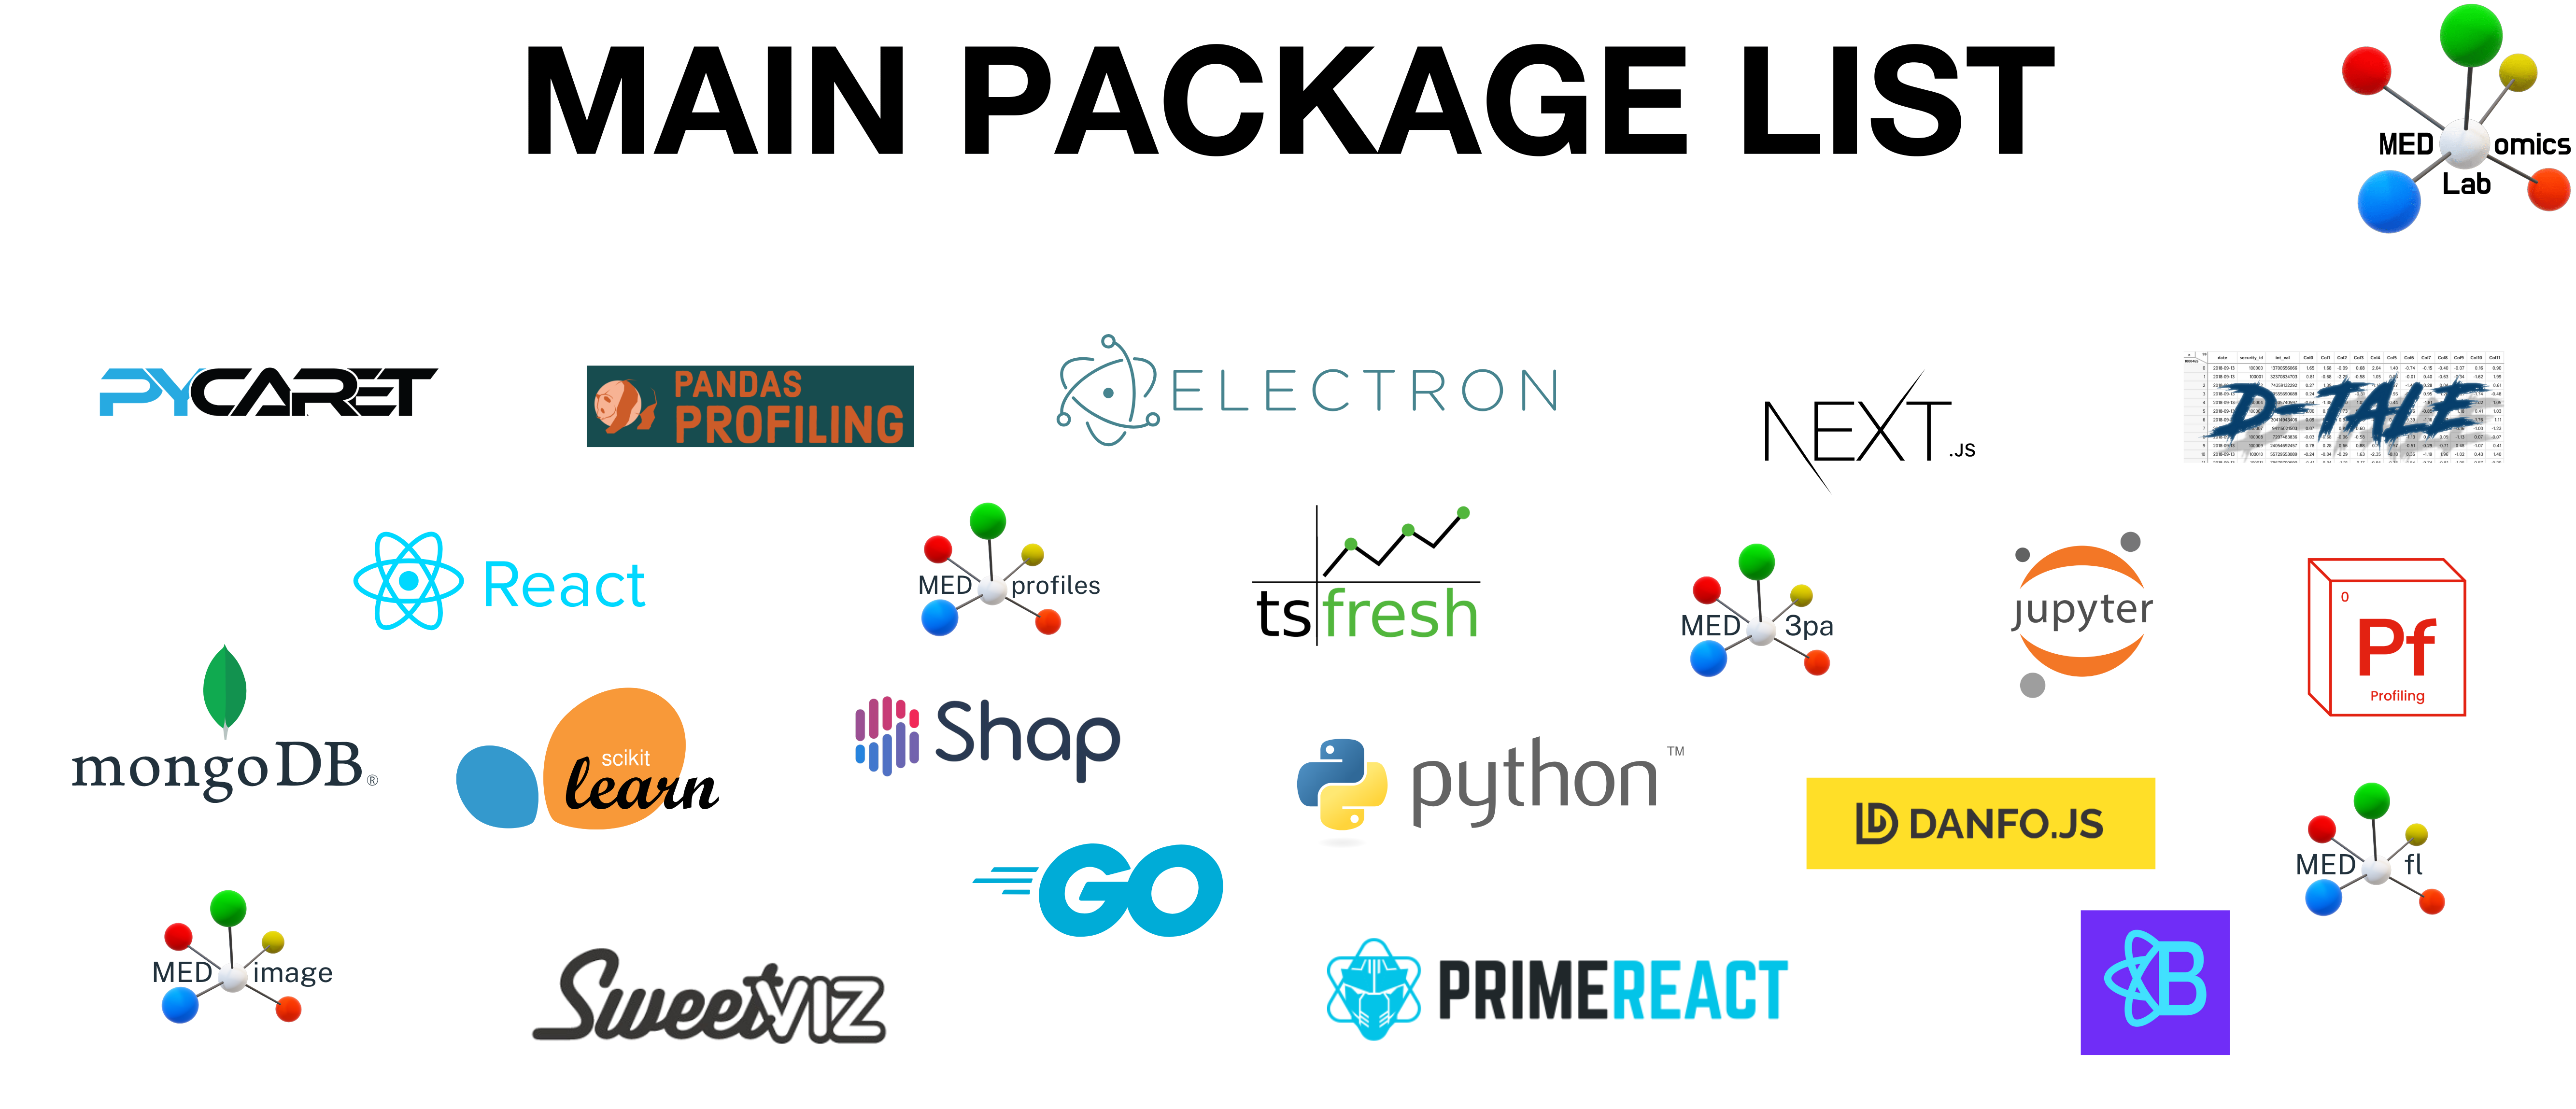 MAIN PACKAGE LIST
MED omics
Lab
PYCARET
PANDAS
PROFILING
ELECTRON
NEXT.JS
D-TALE
React
MED profiles
ts fresh
MED 3pa
jupyter
0
Pf
Profiling
mongoDB®
scikit
learn
Shap
python™
DANFO.JS
MED fl
GO
MED image
SweetVIZ
PRIMEREACT
B